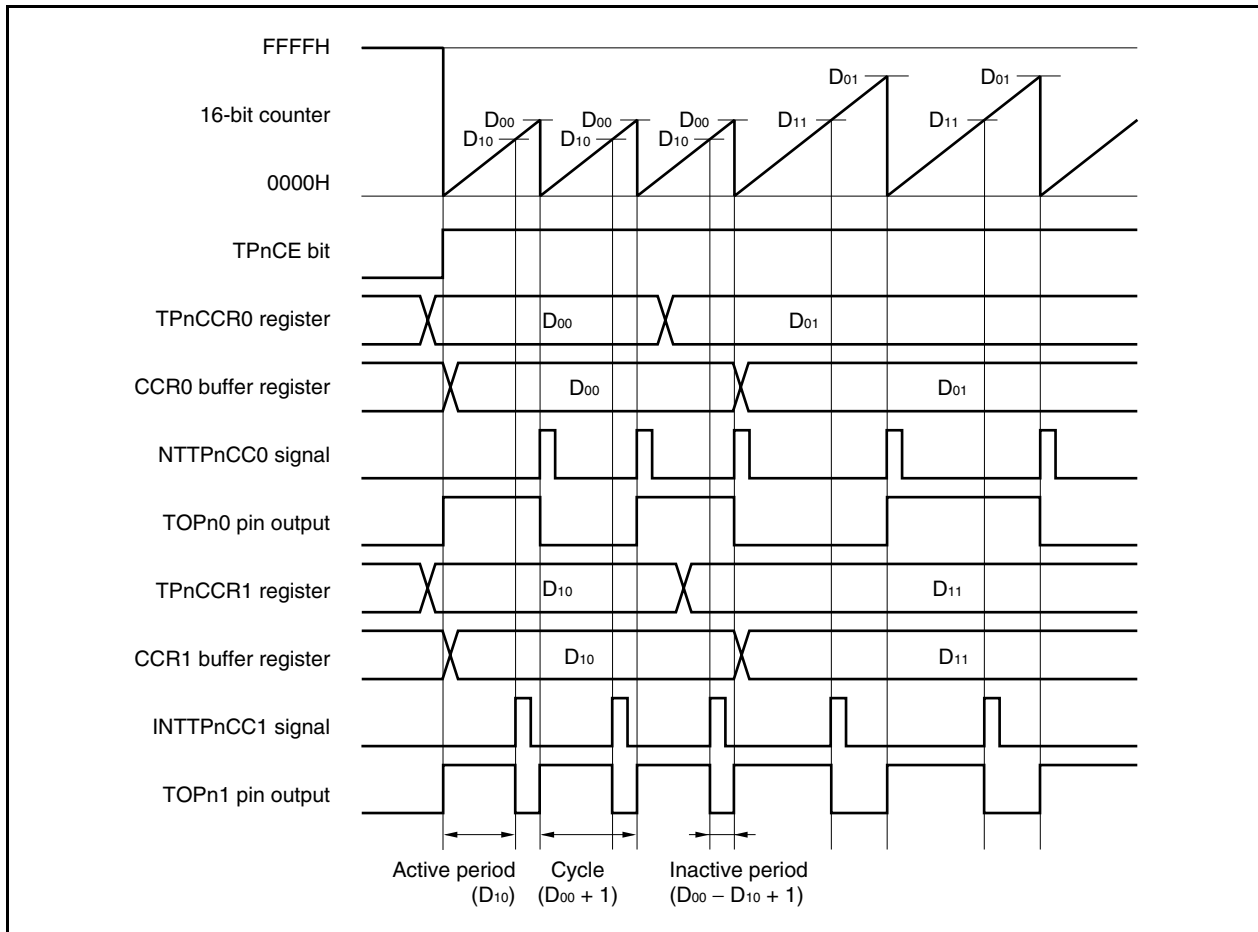 FFFFH
D01 D01
16-bit counter D00 D00 D00 D11 D11
D10 D10 D10
0000H
TPnCE bit
TPnCCR0 register D00 D01
CCR0 buffer register D00 D01
NTTPnCC0 signal
TOPn0 pin output
TPnCCR1 register D10 D11
CCR1 buffer register D10 D11
INTTPnCC1 signal
TOPn1 pin output
Active period Cycle Inactive period
(D10) (D00 + 1) (D00 − D10 + 1)